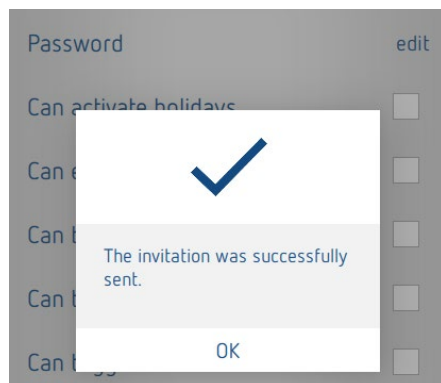 Password edit
Can activate holidays
Can
Can
The invitation was successfully
sent.
Can
Can
OK